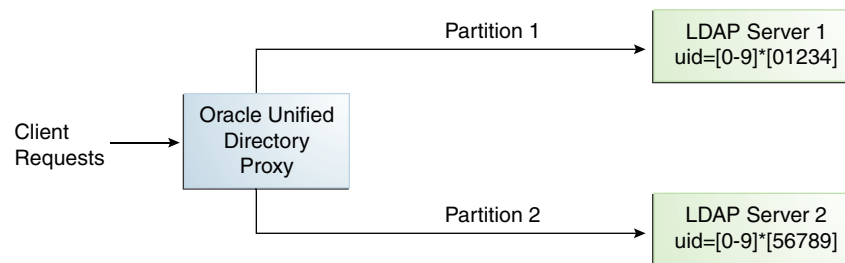 Partition 1
LDAP Server 1
uid=[0-9]*[01234]
Client
Requests
Oracle Unified
Directory
Proxy
Partition 2
LDAP Server 2
uid=[0-9]*[56789]